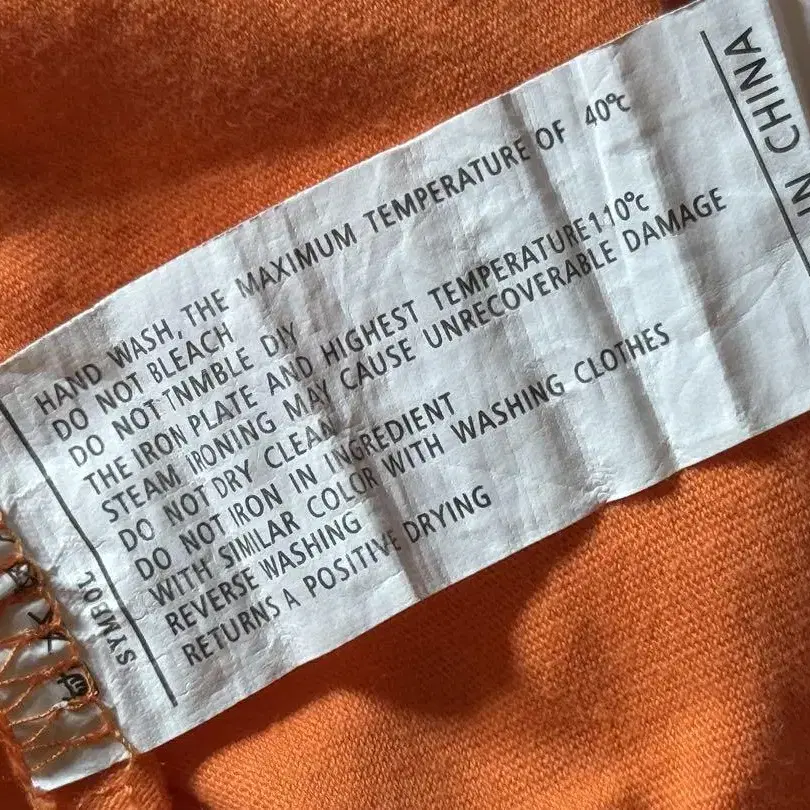 HAND WASH, THE MAXIMUM TEMPERATURE OF 40℃
DO NOT BLEACH
DO NOT TNMBLE DIY
THE IRON PLATE AND HIGHEST TEMPERATURE110℃
STEAM IRONING MAY CAUSE UNRECOVERABLE DAMAGE
DO NOT DRY CLEAN
DO NOT IRON IN INGREDIENT
WITH SIMILAR COLOR WITH WASHING CLOTHES
REVERSE WASHING
RETURNS A POSITIVE DRYING
SYMBOL
IN CHINA